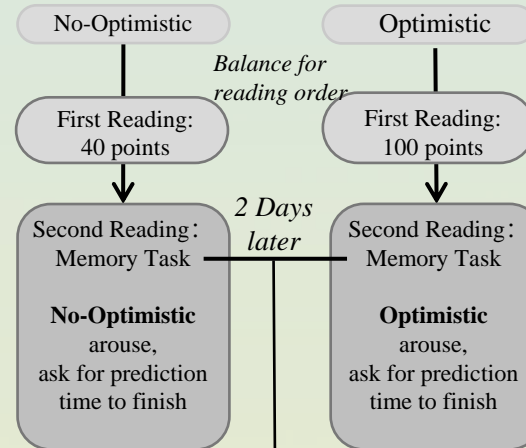 No-Optimistic
Optimistic
Balance for
reading order
First Reading:
40 points
First Reading:
100 points
2 Days
later
Second Reading:
Memory Task
No-Optimistic
arouse,
ask for prediction
time to finish
Second Reading:
Memory Task
Optimistic
arouse,
ask for prediction
time to finish